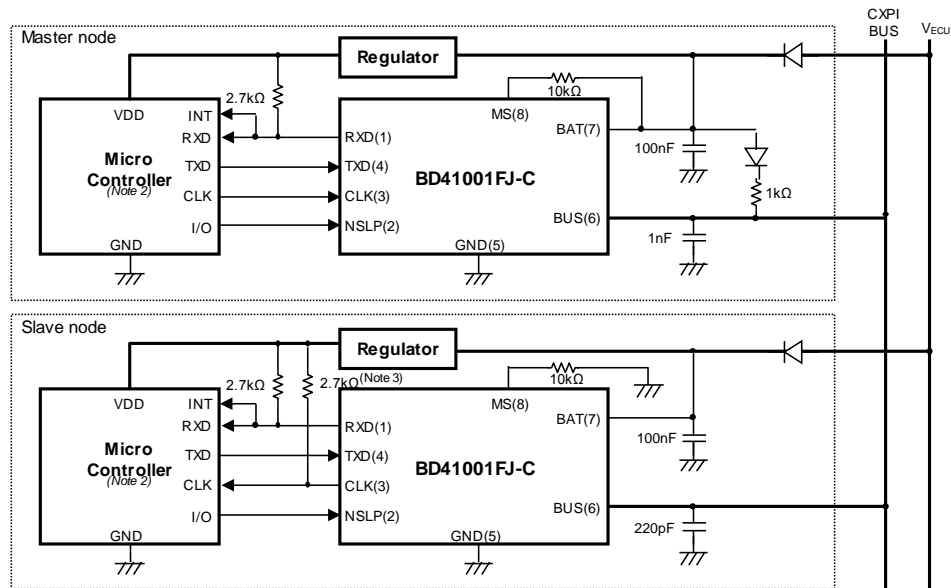 CXPI
BUS
VECU
Master node
Regulator
2.7kΩ
10kΩ
MS(8)
VDD
INT
RXD
Micro
Controller
(Note 2)
TXD
CLK
I/O
GND
RXD(1)
TXD(4)
CLK(3)
NSLP(2)
BD41001FJ-C
GND(5)
BAT(7)
BUS(6)
100nF
1kΩ
1nF
Slave node
Regulator
2.7kΩ
2.7kΩ(Note 3)
10kΩ
MS(8)
VDD
INT
RXD
Micro
Controller
(Note 2)
TXD
CLK
I/O
GND
RXD(1)
TXD(4)
CLK(3)
NSLP(2)
BD41001FJ-C
GND(5)
BAT(7)
BUS(6)
100nF
220pF